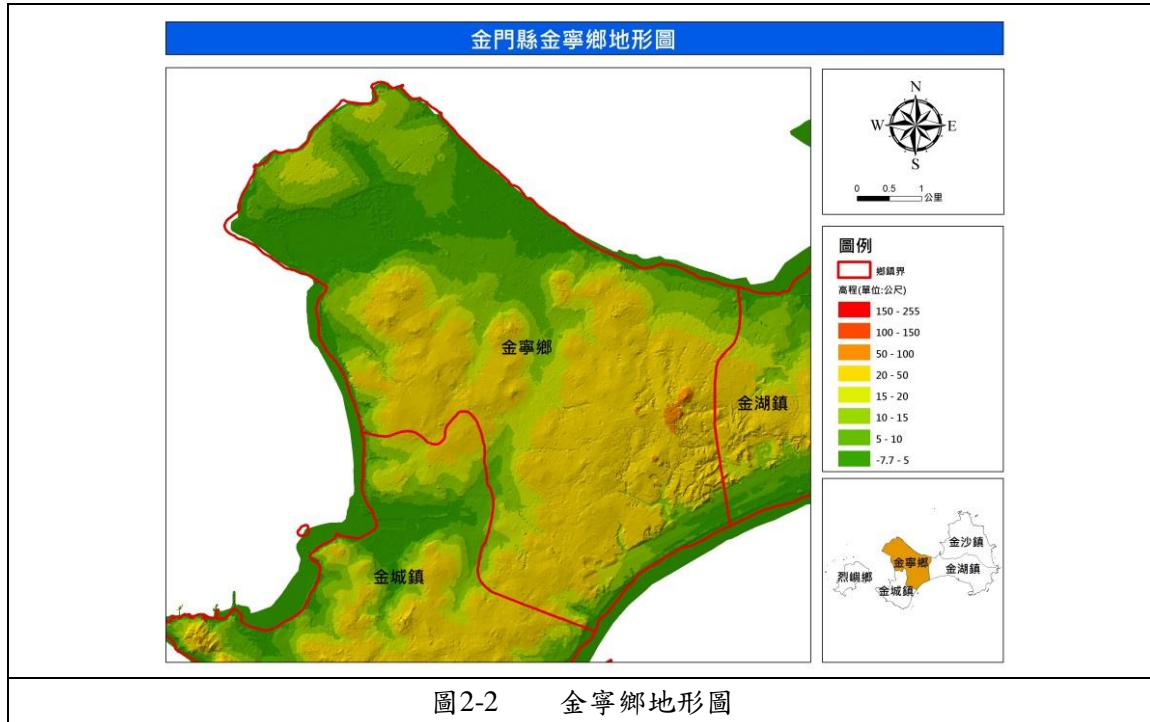 金門縣金寧鄉地形圖
N
W E
S
0 0.5 1
公里
圖例
鄉鎮界
高程(單位:公尺)
150 - 255
100 - 150
50 - 100
20 - 50
15 - 20
10 - 15
5 - 10
-7.7 - 5
金寧鄉
金湖鎮
金城鎮
金沙鎮
金寧鄉
金湖鎮
烈嶼鄉
金城鎮
圖2-2 金寧鄉地形圖